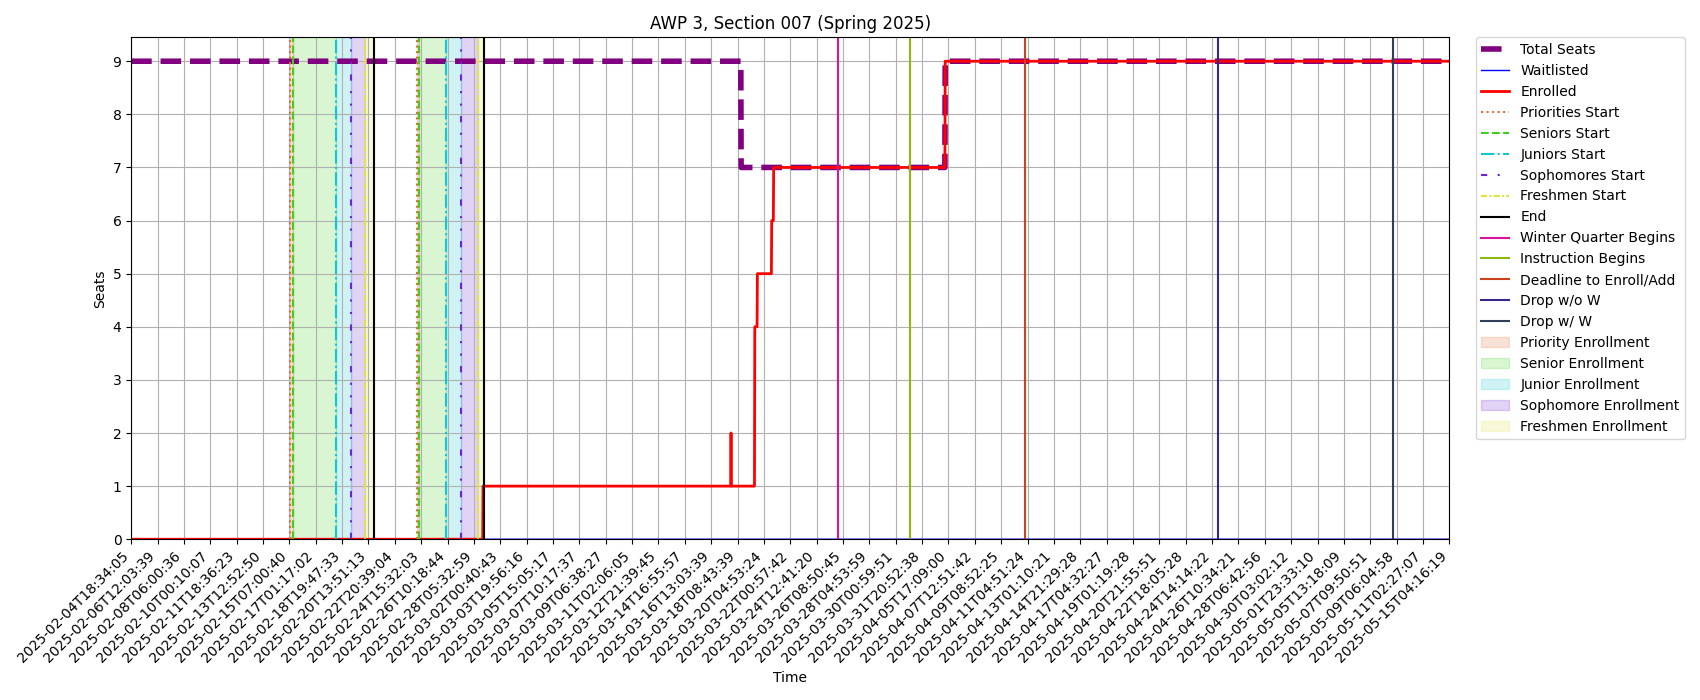 AWP 3, Section 007 (Spring 2025)
Seats
9
8
7
6
5
4
3
2
1
0
2025-02-04T18:34:05
2025-02-06T12:03:39
2025-02-08T06:00:36
2025-02-10T00:10:07
2025-02-11T18:36:23
2025-02-13T12:52:50
2025-02-15T07:00:40
2025-02-17T01:17:02
2025-02-18T19:47:33
2025-02-20T13:51:13
2025-02-22T20:39:04
2025-02-24T15:32:03
2025-02-26T10:18:44
2025-02-28T05:32:59
2025-03-02T00:40:43
2025-03-03T19:56:16
2025-03-05T15:05:17
2025-03-07T10:17:37
2025-03-09T06:38:27
2025-03-11T02:06:05
2025-03-12T21:39:45
2025-03-14T16:55:57
2025-03-16T13:03:39
2025-03-18T08:43:39
2025-03-20T04:53:24
2025-03-22T00:57:42
2025-03-24T12:41:20
2025-03-26T08:50:45
2025-03-28T04:53:59
2025-03-30T00:59:51
2025-03-31T20:52:38
2025-04-05T17:09:00
2025-04-07T12:51:42
2025-04-09T08:52:25
2025-04-11T04:51:24
2025-04-13T01:10:21
2025-04-14T21:29:28
2025-04-17T04:32:27
2025-04-19T01:19:28
2025-04-20T21:55:51
2025-04-22T18:05:28
2025-04-24T14:14:22
2025-04-26T10:34:21
2025-04-28T06:42:56
2025-04-30T03:02:12
2025-05-01T23:33:10
2025-05-05T13:18:09
2025-05-07T09:50:51
2025-05-09T06:04:58
2025-05-11T02:27:07
2025-05-15T04:16:19
Time
Total Seats
Waitlisted
Enrolled
Priorities Start
Seniors Start
Juniors Start
Sophomores Start
Freshmen Start
End
Winter Quarter Begins
Instruction Begins
Deadline to Enroll/Add
Drop w/o W
Drop w/ W
Priority Enrollment
Senior Enrollment
Junior Enrollment
Sophomore Enrollment
Freshmen Enrollment